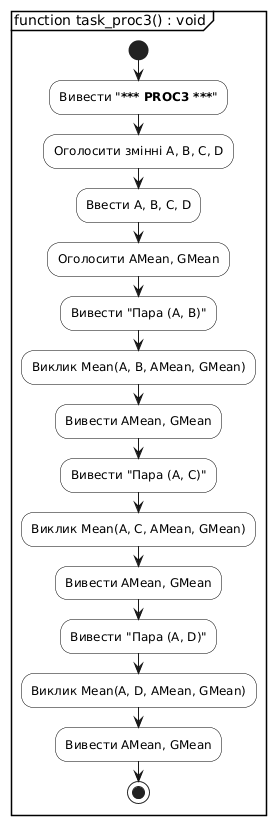 function task_proc3() : void
Вивести "*** PROC3 ***"
Оголосити змінні A, B, C, D
Ввести A, B, C, D
Оголосити AMean, GMean
Вивести "Пара (A, B)"
Виклик Mean(A, B, AMean, GMean)
Вивести AMean, GMean
Вивести "Пара (A, C)"
Виклик Mean(A, C, AMean, GMean)
Вивести AMean, GMean
Вивести "Пара (A, D)"
Виклик Mean(A, D, AMean, GMean)
Вивести AMean, GMean